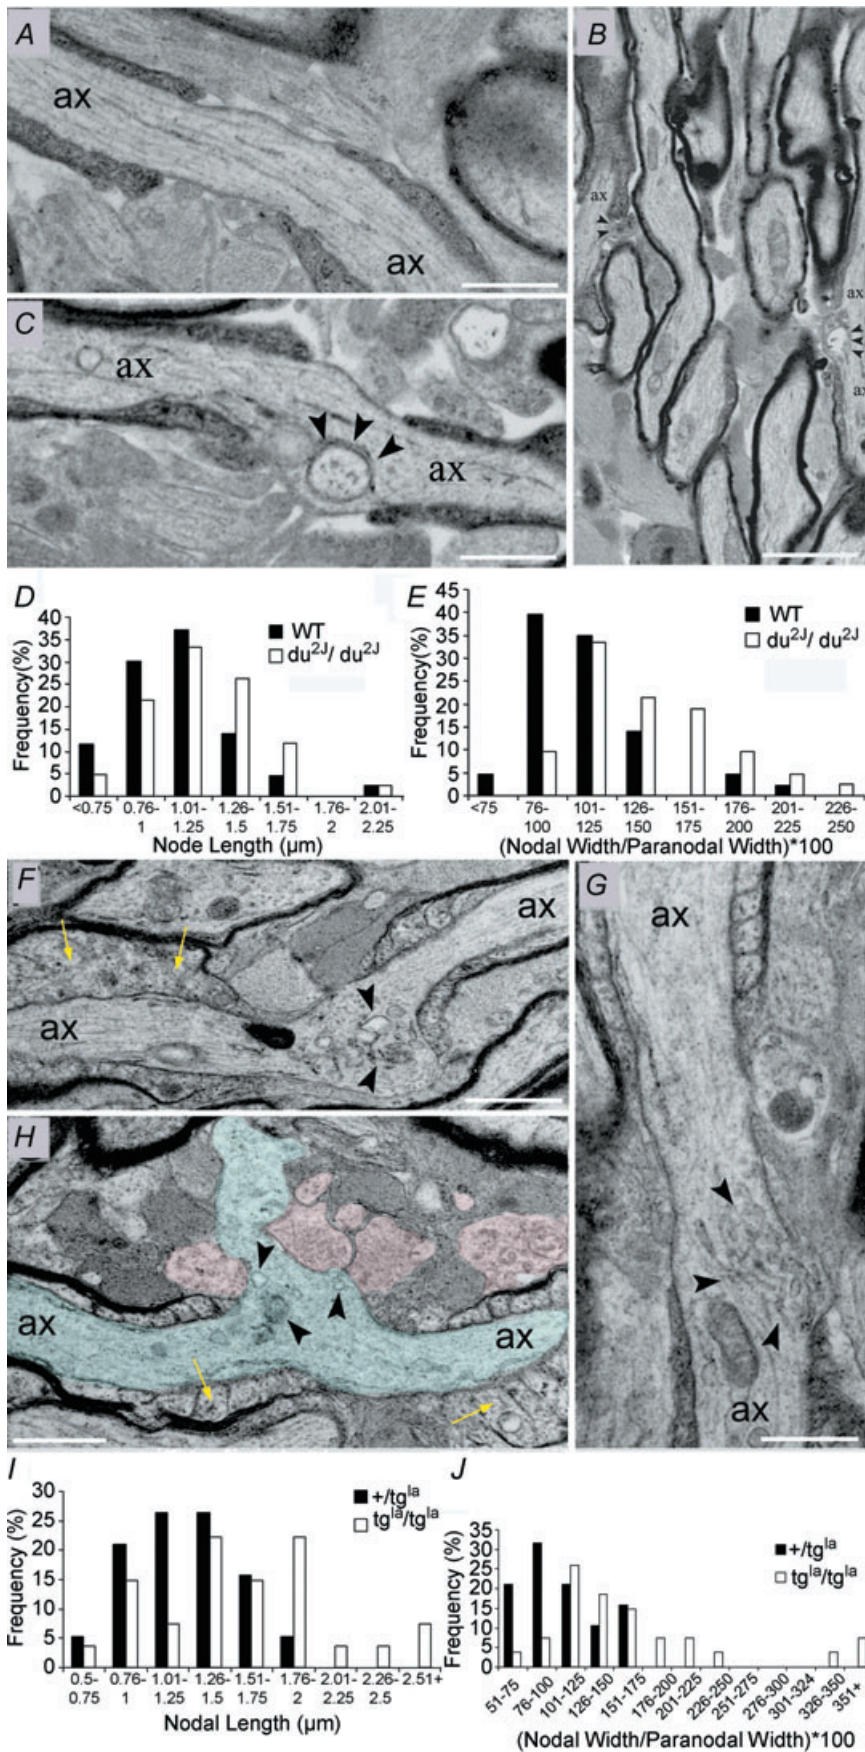 A
ax
ax
B
ax
ax
ax
C
ax
ax
D
40
35
30
25
20
15
10
5
0
Frequency(%)
WT
du²ᴶ/ du²ᴶ
<0.75
0.76-
1
1.01-
1.25
1.26-
1.5
1.51-
1.75
1.76-
2
2.01-
2.25
Node Length (µm)
E
45
40
35
30
25
20
15
10
5
0
Frequency(%)
WT
du²ᴶ/ du²ᴶ
<75
76-
100
101-
125
126-
150
151-
175
176-
200
201-
225
226-
250
(Nodal Width/Paranodal Width)*100
F
ax
ax
G
ax
ax
H
ax
ax
I
30
25
20
15
10
5
0
Frequency (%)
+/tgˡᵃ
tgˡᵃ/tgˡᵃ
0.5-
0.75
0.76-
1
1.01-
1.25
1.26-
1.5
1.51-
1.75
1.76-
2
2.01-
2.25
2.26-
2.5
2.51+
Nodal Length (µm)
J
35
30
25
20
15
10
5
0
Frequency (%)
+/tgˡᵃ
tgˡᵃ/tgˡᵃ
51-75
76-100
101-125
126-150
151-175
176-200
201-225
226-250
251-275
276-300
301-324
326-350
351+
(Nodal Width/Paranodal Width)*100